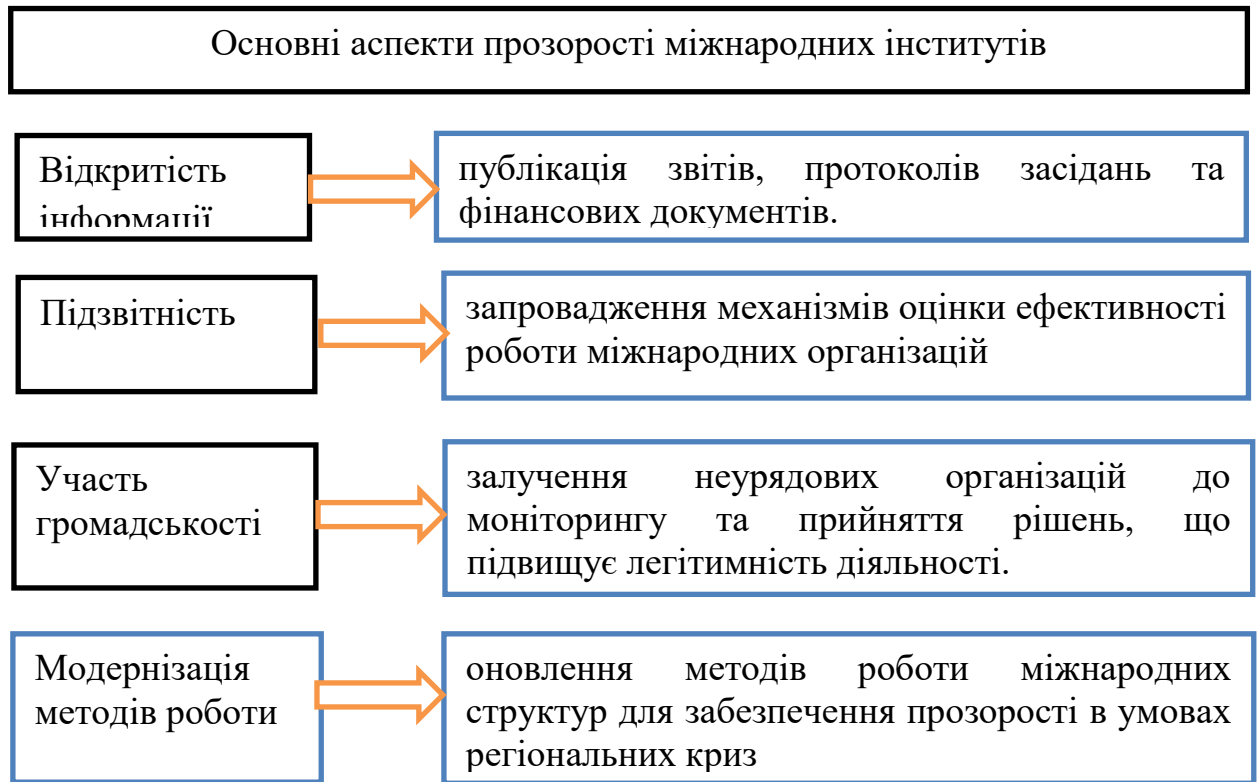 Основні аспекти прозорості міжнародних інститутів
Відкритість
інформації
публікація звітів, протоколів засідань та
фінансових документів.
Підзвітність
запровадження механізмів оцінки ефективності
роботи міжнародних організацій
Участь
громадськості
залучення неурядових організацій до
моніторингу та прийняття рішень, що
підвищує легітимність діяльності.
Модернізація
методів роботи
оновлення методів роботи міжнародних
структур для забезпечення прозорості в умовах
регіональних криз